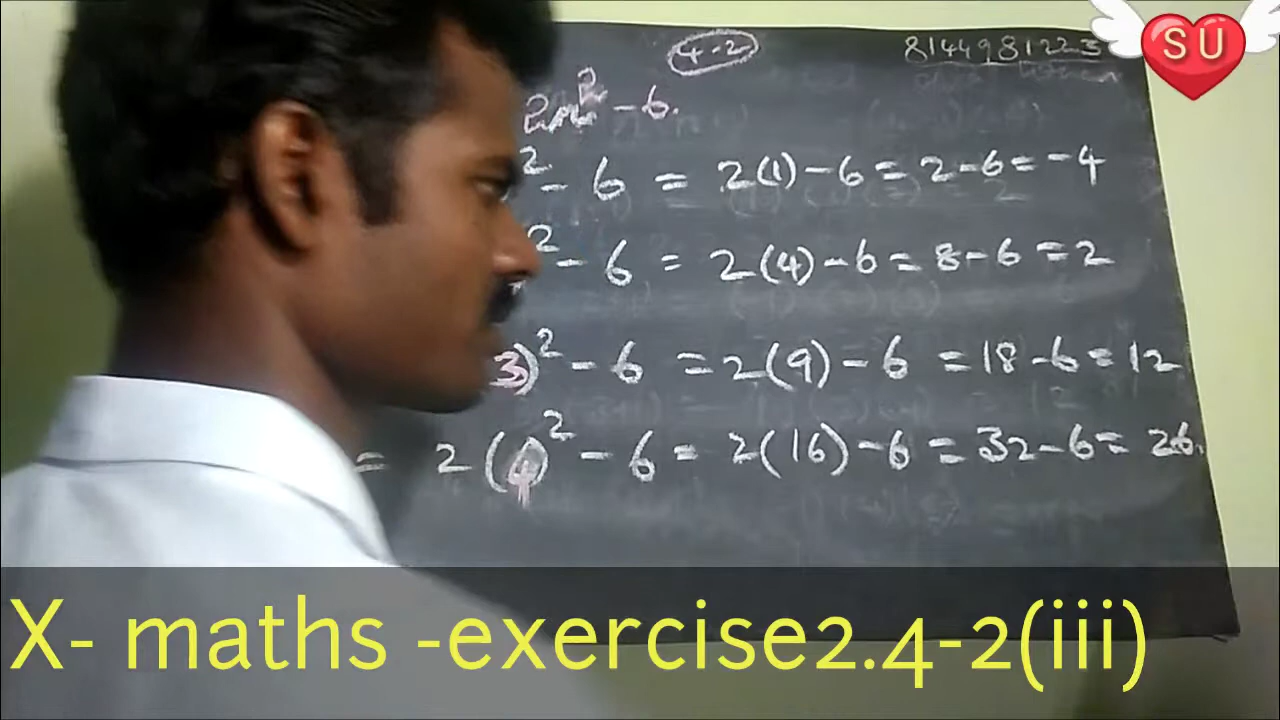 4-2
8144981223
SU
2n² - 6.
² - 6 = 2(1) - 6 = 2 - 6 = -4
² - 6 = 2(4) - 6 = 8 - 6 = 2
3)² - 6 = 2(9) - 6 = 18 - 6 = 12
= 2(4)² - 6 = 2(16) - 6 = 32 - 6 = 26.
X- maths -exercise2.4-2(iii)